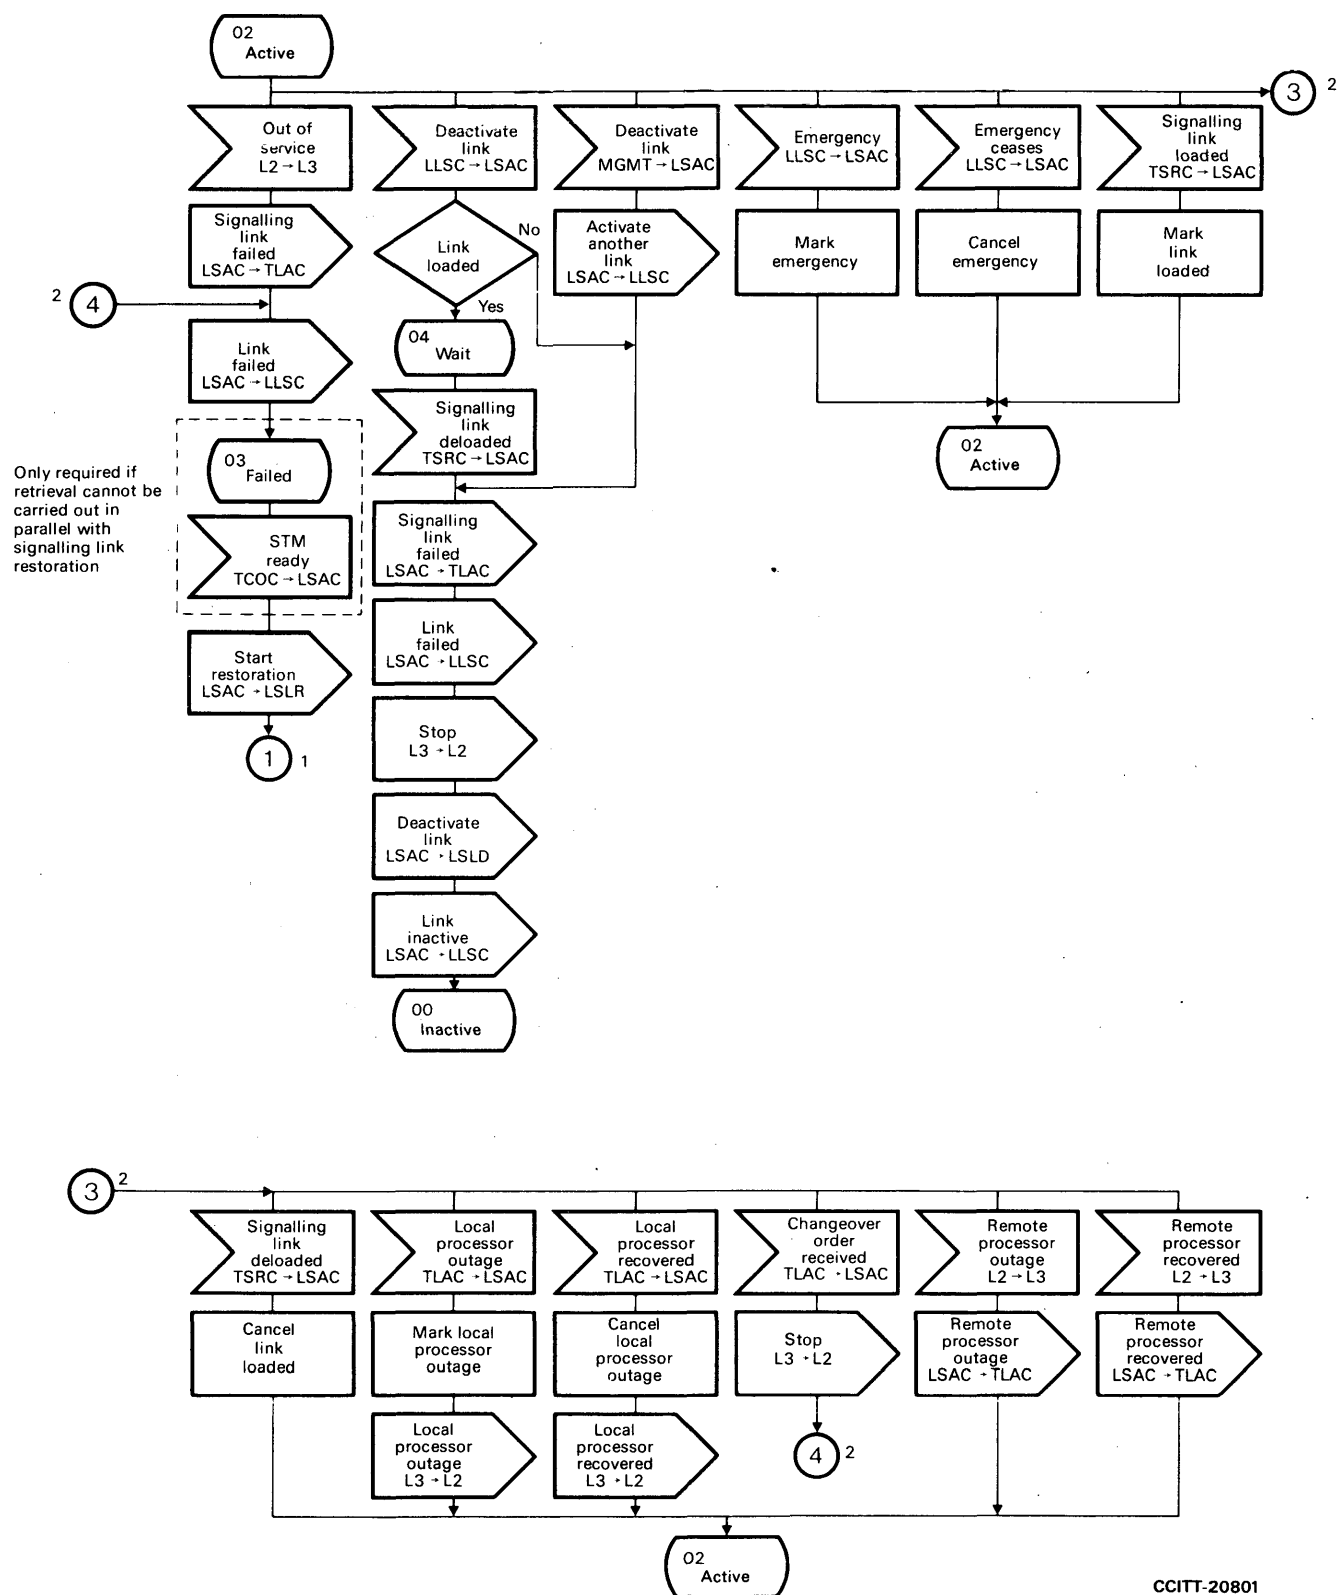 02
Active
3
2
Out of
service
L2 → L3
Deactivate
link
LLSC → LSAC
Deactivate
link
MGMT → LSAC
Emergency
LLSC → LSAC
Emergency
ceases
LLSC → LSAC
Signalling
link
loaded
TSRC → LSAC
Signalling
link
failed
LSAC → TLAC
Link
loaded
No
Yes
Activate
another
link
LSAC → LLSC
Mark
emergency
Cancel
emergency
Mark
link
loaded
2
4
Link
failed
LSAC → LLSC
04
Wait
Signalling
link
deloaded
TSRC → LSAC
02
Active
Only required if
retrieval cannot be
carried out in
parallel with
signalling link
restoration
03
Failed
STM
ready
TCOC → LSAC
Start
restoration
LSAC → LSLR
1
1
Signalling
link
failed
LSAC → TLAC
Link
failed
LSAC → LLSC
Stop
L3 → L2
Deactivate
link
LSAC → LSLD
Link
inactive
LSAC → LLSC
00
Inactive
3
2
Signalling
link
deloaded
TSRC → LSAC
Local
processor
outage
TLAC → LSAC
Local
processor
recovered
TLAC → LSAC
Changeover
order
received
TLAC → LSAC
Remote
processor
outage
L2 → L3
Remote
processor
recovered
L2 → L3
Cancel
link
loaded
Mark local
processor
outage
Cancel
local
processor
outage
Stop
L3 → L2
Remote
processor
outage
LSAC → TLAC
Remote
processor
recovered
LSAC → TLAC
Local
processor
outage
L3 → L2
Local
processor
recovered
L3 → L2
4
2
02
Active
CCITT-20801